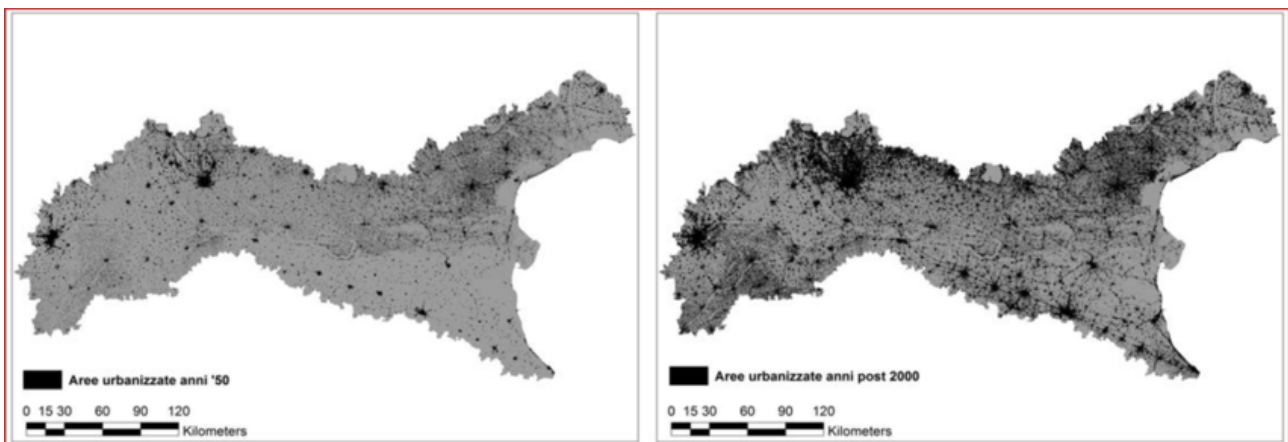 Aree urbanizzate anni '50
0 15 30 60 90 120
Kilometers
Aree urbanizzate anni post 2000
0 15 30 60 90 120
Kilometers